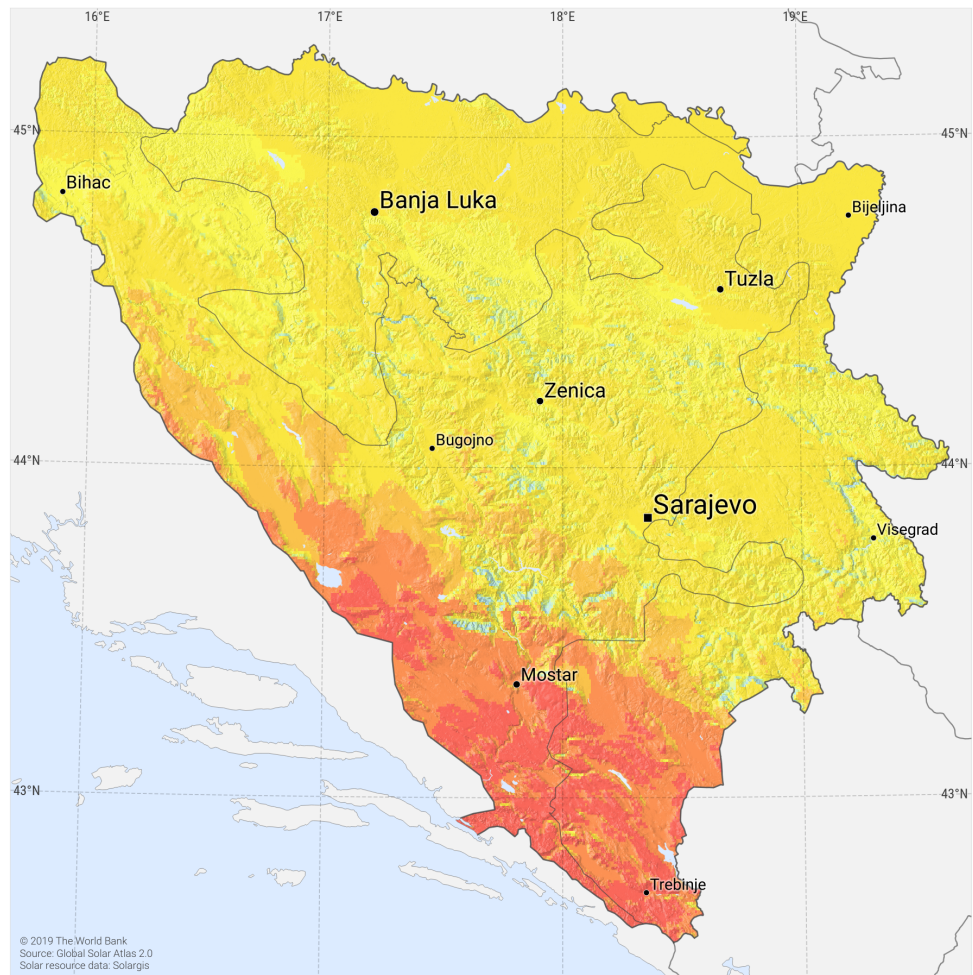 16°E
17°E
18°E
19°E
45°N
45°N
Bihac
Banja Luka
Bijeljina
Tuzla
Zenica
Bugojno
44°N
44°N
Sarajevo
Visegrad
Mostar
43°N
43°N
Trebinje
© 2019 The World Bank
Source: Global Solar Atlas 2.0
Solar resource data: Solargis